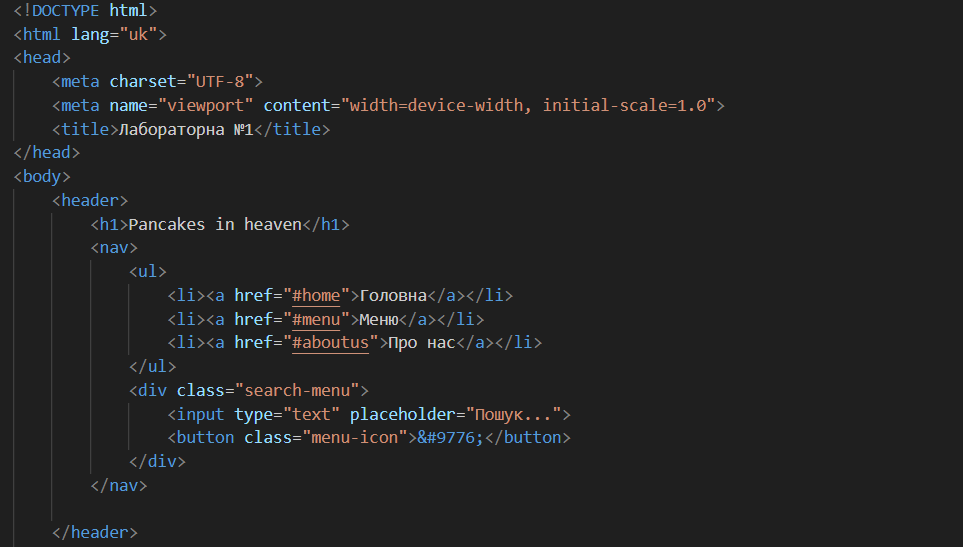 <!DOCTYPE html>
<html lang="uk">
<head>
    <meta charset="UTF-8">
    <meta name="viewport" content="width=device-width, initial-scale=1.0">
    <title>Лабораторна №1</title>
</head>
<body>
    <header>
        <h1>Pancakes in heaven</h1>
        <nav>
            <ul>
                <li><a href="#home">Головна</a></li>
                <li><a href="#menu">Меню</a></li>
                <li><a href="#aboutus">Про нас</a></li>
            </ul>
            <div class="search-menu">
                <input type="text" placeholder="Пошук...">
                <button class="menu-icon">&#9776;</button>
            </div>
        </nav>
    </header>